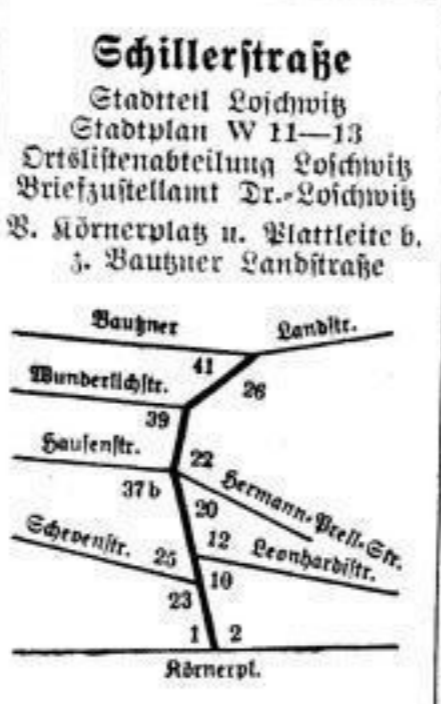 Schillerstraße
Stadtteil Loschwitz
Stadtplan W 11—13
Ortslistenabteilung Loschwitz
Briefzustellamt Dr.-Loschwitz
V. Körnerplatz u. Plattleite b.
z. Bautzner Landstraße
Bautzner Landstr.
41
26
Wunderlichstr.
39
Hausenstr.
22
37b
Hermann-Prell-Str.
20
Schevenstr.
12
Leonhardistr.
25
10
23
1 2
Körnerpl.